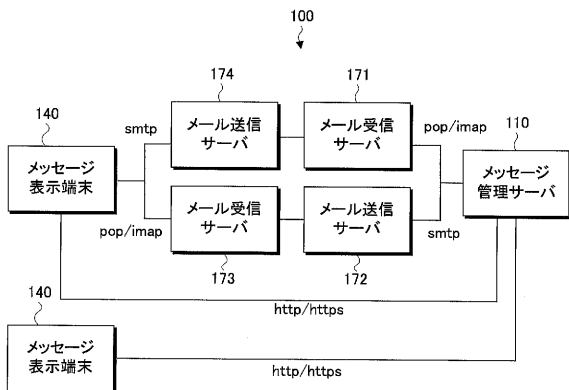 100
174
171
140
smtp
メール送信
サーバ
メール受信
サーバ
pop/imap
110
メッセージ
表示端末
メッセージ
管理サーバ
メール受信
サーバ
メール送信
サーバ
pop/imap
smtp
173
172
http/https
140
メッセージ
表示端末
http/https